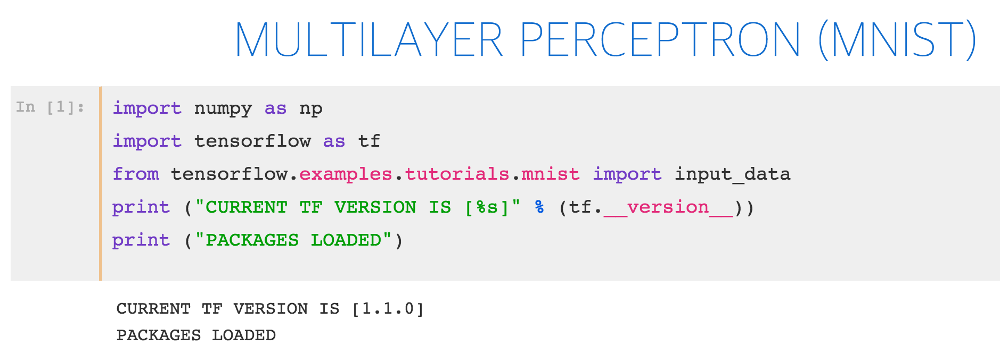 MULTILAYER PERCEPTRON (MNIST)
In [1]:
import numpy as np
import tensorflow as tf
from tensorflow.examples.tutorials.mnist import input_data
print ("CURRENT TF VERSION IS [%s]" % (tf.__version__))
print ("PACKAGES LOADED")
CURRENT TF VERSION IS [1.1.0]
PACKAGES LOADED